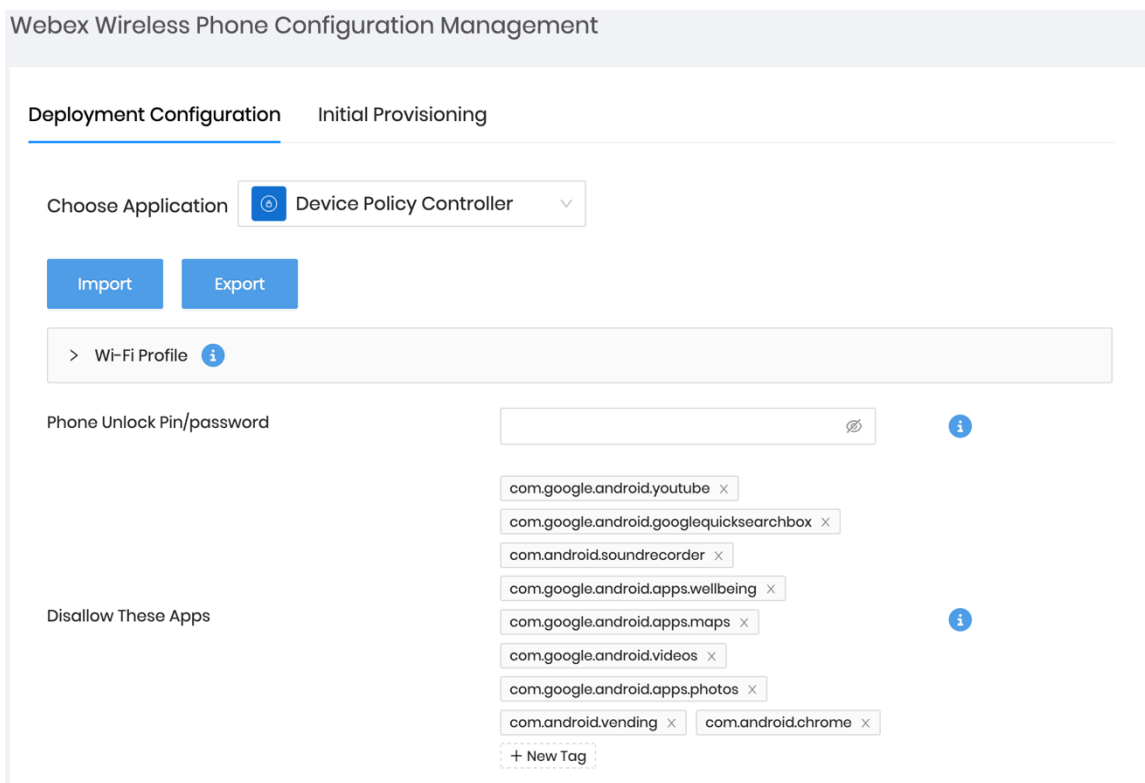 Webex Wireless Phone Configuration Management
Deployment Configuration Initial Provisioning
Choose Application Device Policy Controller
Import Export
Wi-Fi Profile
Phone Unlock Pin/password
com.google.android.youtube
com.google.android.googlequicksearchbox
com.android.soundrecorder
com.google.android.apps.wellbeing
Disallow These Apps
com.google.android.apps.maps
com.google.android.videos
com.google.android.apps.photos
com.android.vending com.android.chrome
+ New Tag